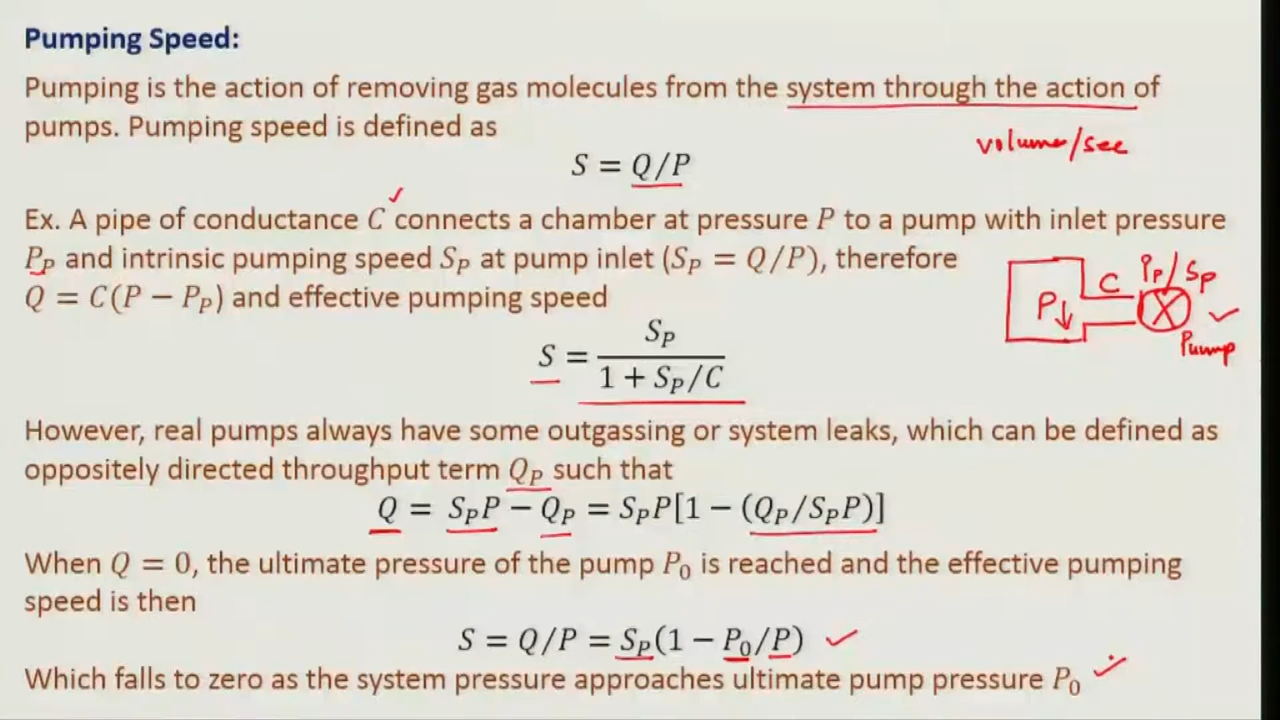 Pumping Speed:
Pumping is the action of removing gas molecules from the system through the action of
pumps. Pumping speed is defined as
volume/sec
S = Q/P
Ex. A pipe of conductance C connects a chamber at pressure P to a pump with inlet pressure
P_P and intrinsic pumping speed S_P at pump inlet (S_P = Q/P), therefore
Q = C(P − P_P) and effective pumping speed
P C P_P/S_P
Pump
S = S_P / (1 + S_P/C)
However, real pumps always have some outgassing or system leaks, which can be defined as
oppositely directed throughput term Q_P such that
Q = S_P P − Q_P = S_P P[1 − (Q_P/S_P P)]
When Q = 0, the ultimate pressure of the pump P_0 is reached and the effective pumping
speed is then
S = Q/P = S_P(1 − P_0/P)
Which falls to zero as the system pressure approaches ultimate pump pressure P_0